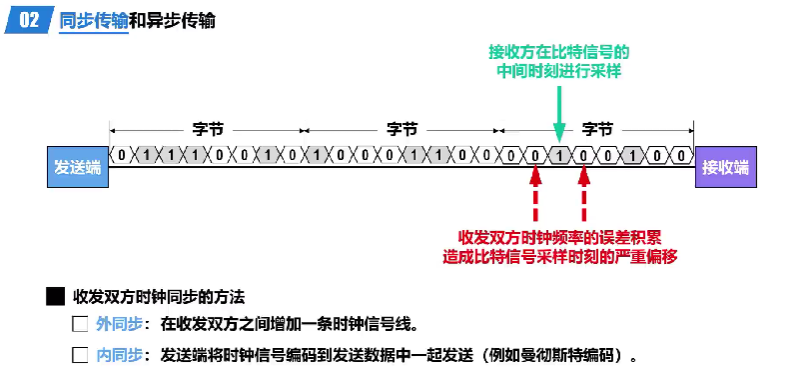 02 同步传输和异步传输
接收方在比特信号的
中间时刻进行采样
字节 字节 字节
发送端 0 1 1 1 0 0 1 0 1 0 0 0 1 1 0 0 0 0 1 0 0 1 0 0 接收端
收发双方时钟频率的误差积累
造成比特信号采样时刻的严重偏移
收发双方时钟同步的方法
外同步：在收发双方之间增加一条时钟信号线。
内同步：发送端将时钟信号编码到发送数据中一起发送（例如曼彻斯特编码）。